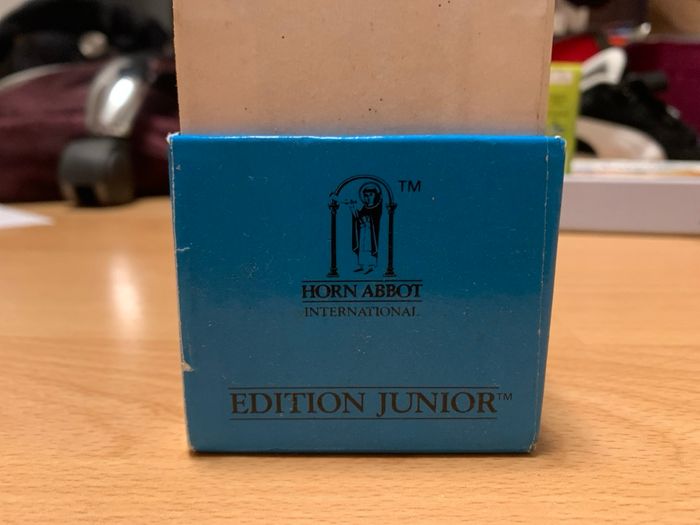 TM
HORN ABBOT
INTERNATIONAL
EDITION JUNIOR™